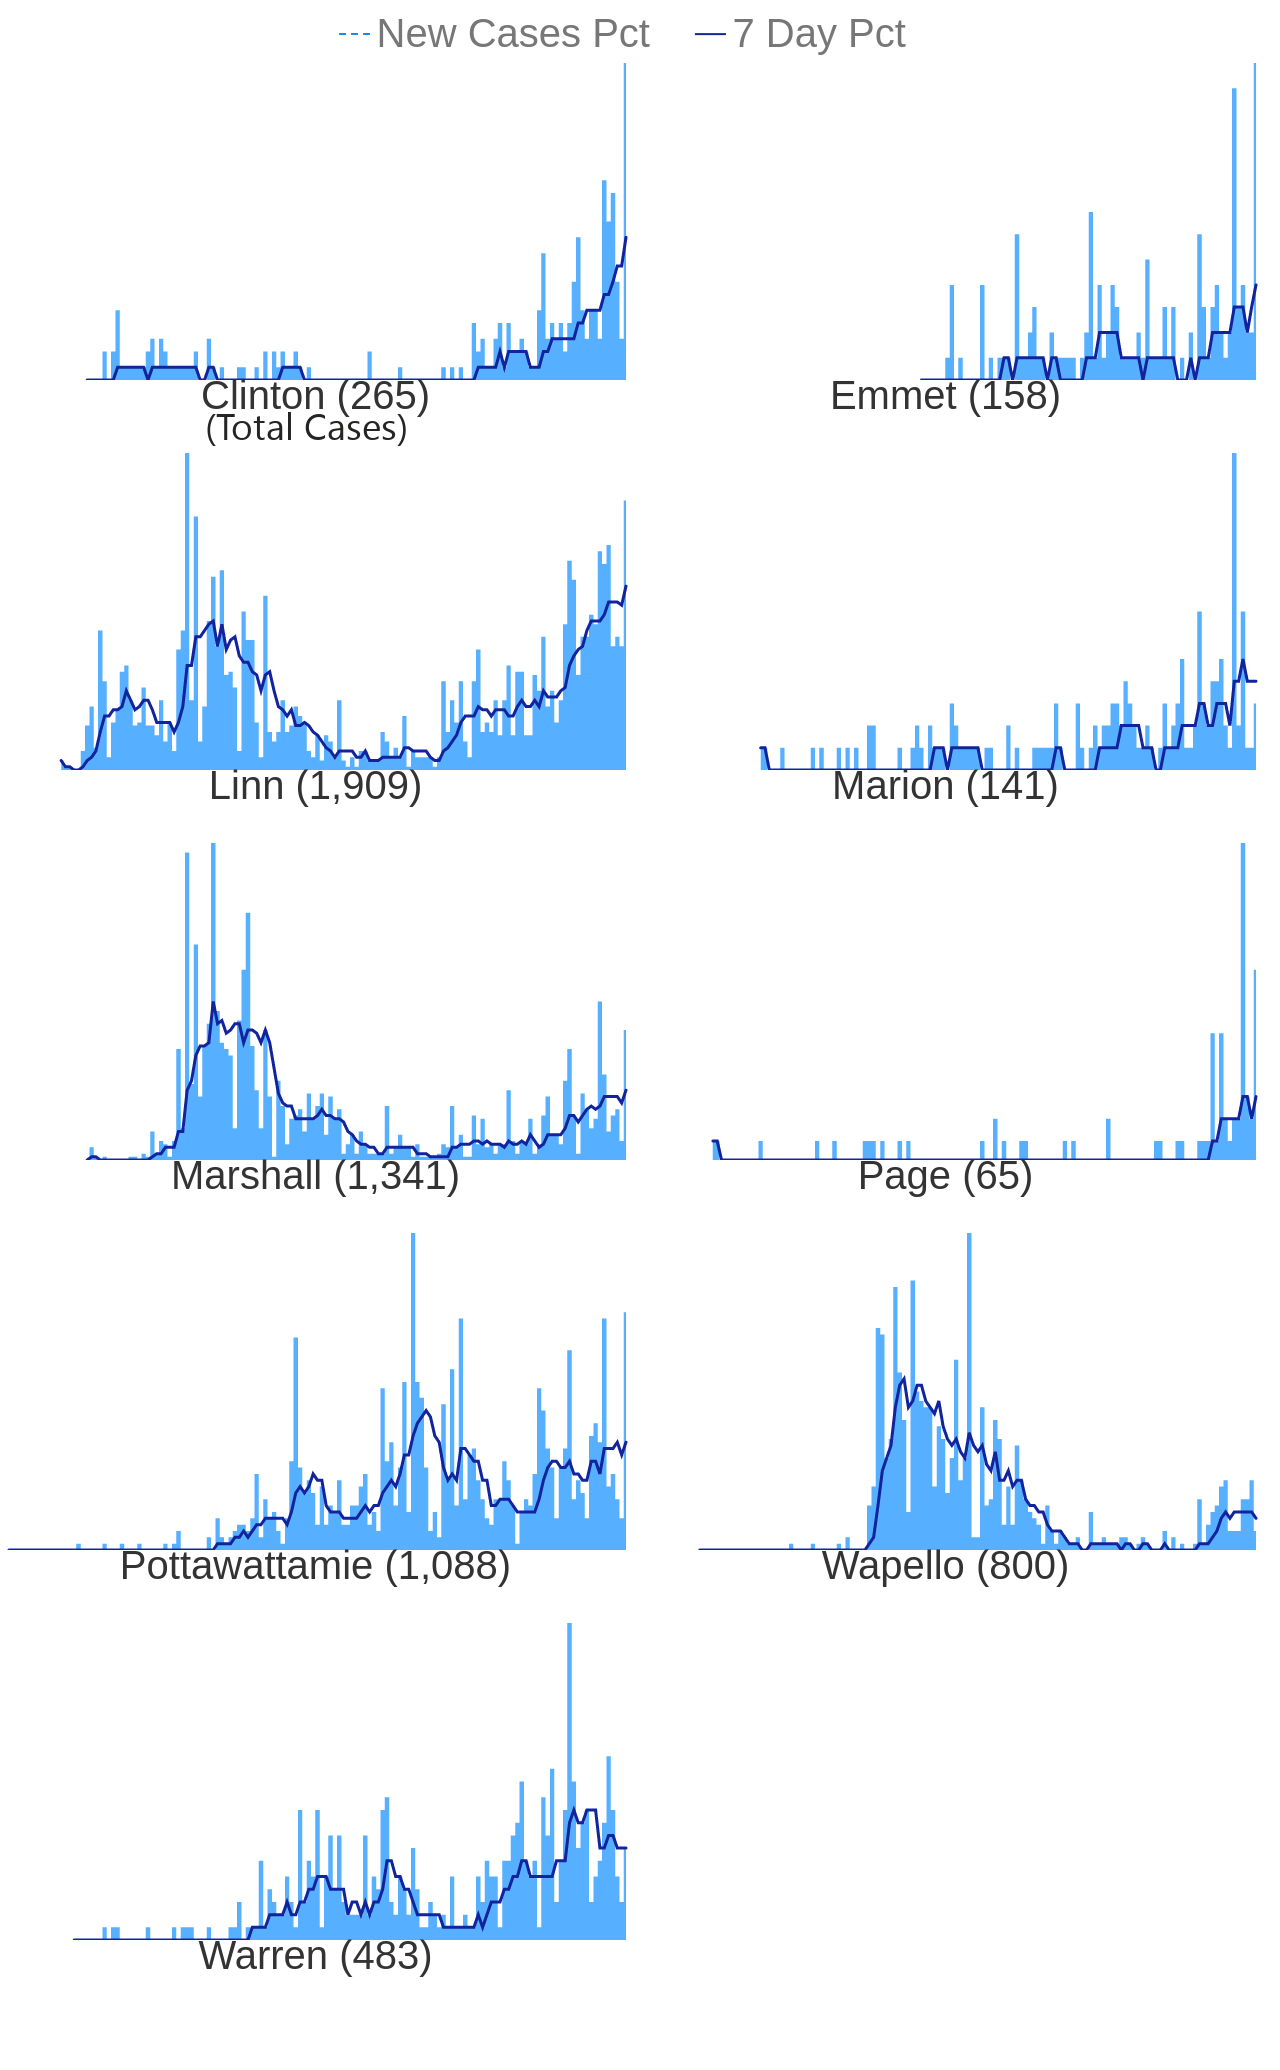 New Cases Pct 7 Day Pct
Clinton (265) Emmet (158)
(Total Cases)
Linn (1,909) Marion (141)
Marshall (1,341) Page (65)
Pottawattamie (1,088) Wapello (800)
Warren (483)